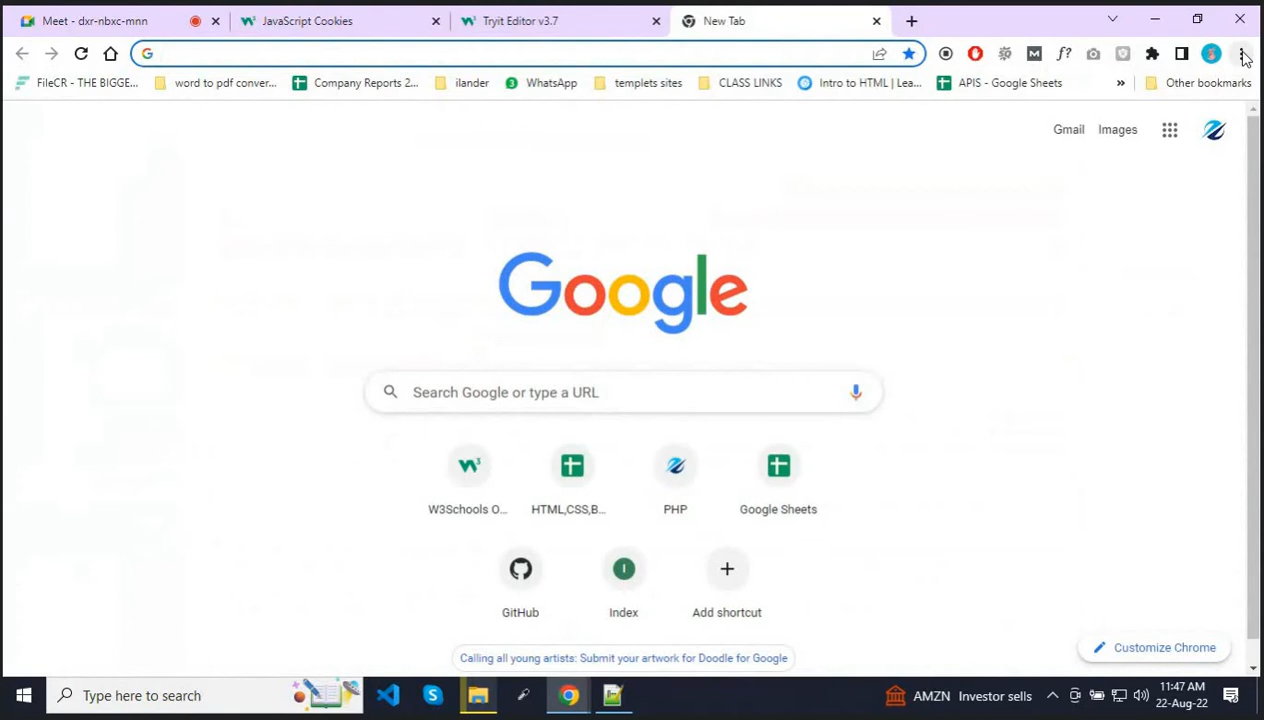 Meet - dxr-nbxc-mnn
JavaScript Cookies
Tryit Editor v3.7
New Tab
FileCR - THE BIGGE...
word to pdf conver...
Company Reports 2...
ilander
WhatsApp
templets sites
CLASS LINKS
Intro to HTML | Lea...
APIS - Google Sheets
»
Other bookmarks
Gmail
Images
Google
Search Google or type a URL
W3Schools O...
HTML,CSS,B...
PHP
Google Sheets
GitHub
Index
Add shortcut
Calling all young artists: Submit your artwork for Doodle for Google
Customize Chrome
Type here to search
AMZN Investor sells
11:47 AM
22-Aug-22